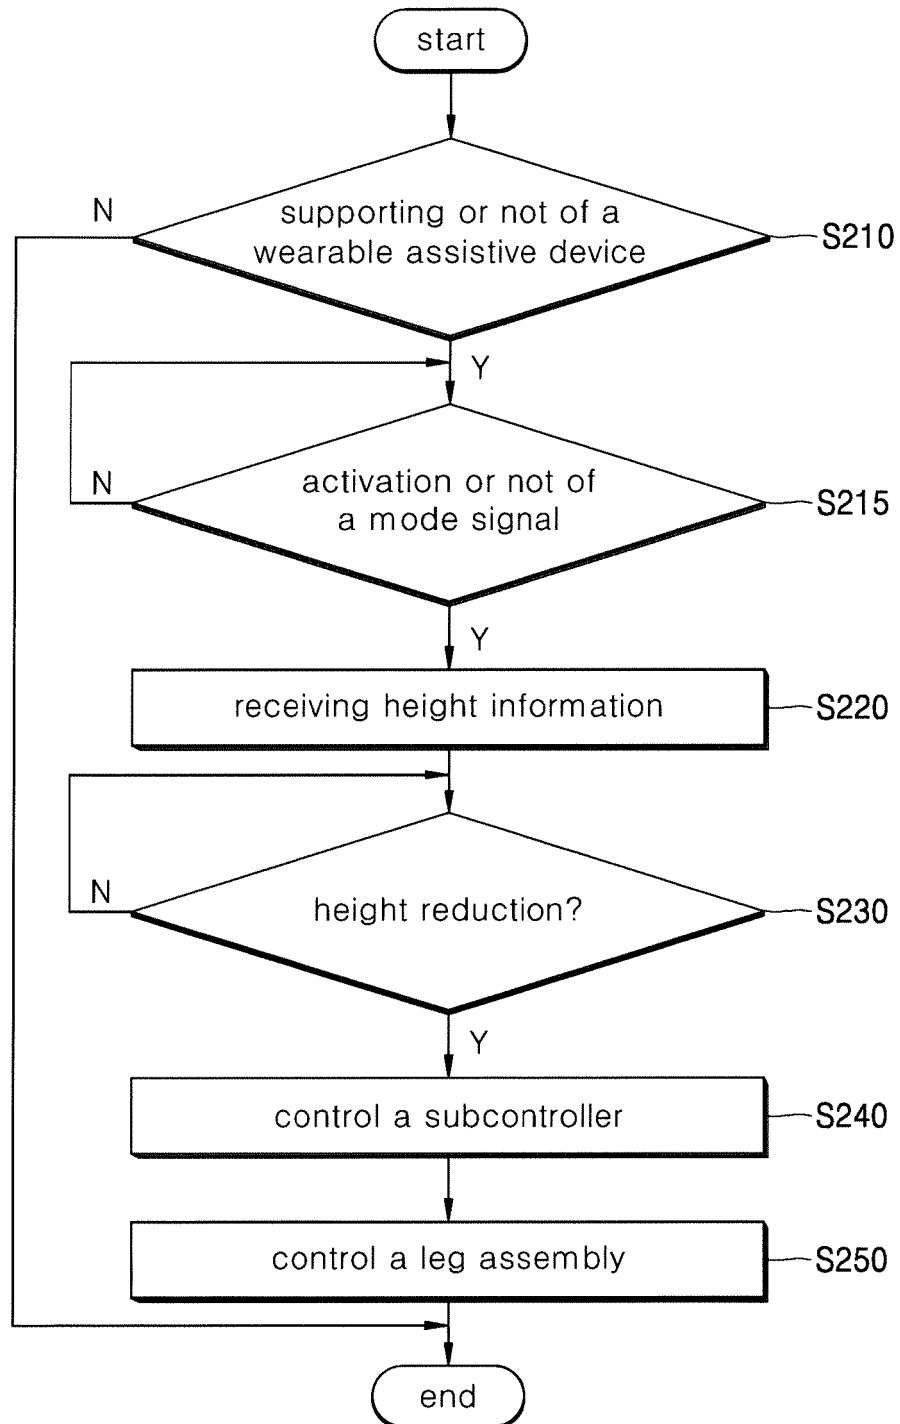 start
N
supporting or not of a
wearable assistive device
S210
Y
N
activation or not of
a mode signal
S215
Y
receiving height information
S220
N
height reduction?
S230
Y
control a subcontroller
S240
control a leg assembly
S250
end